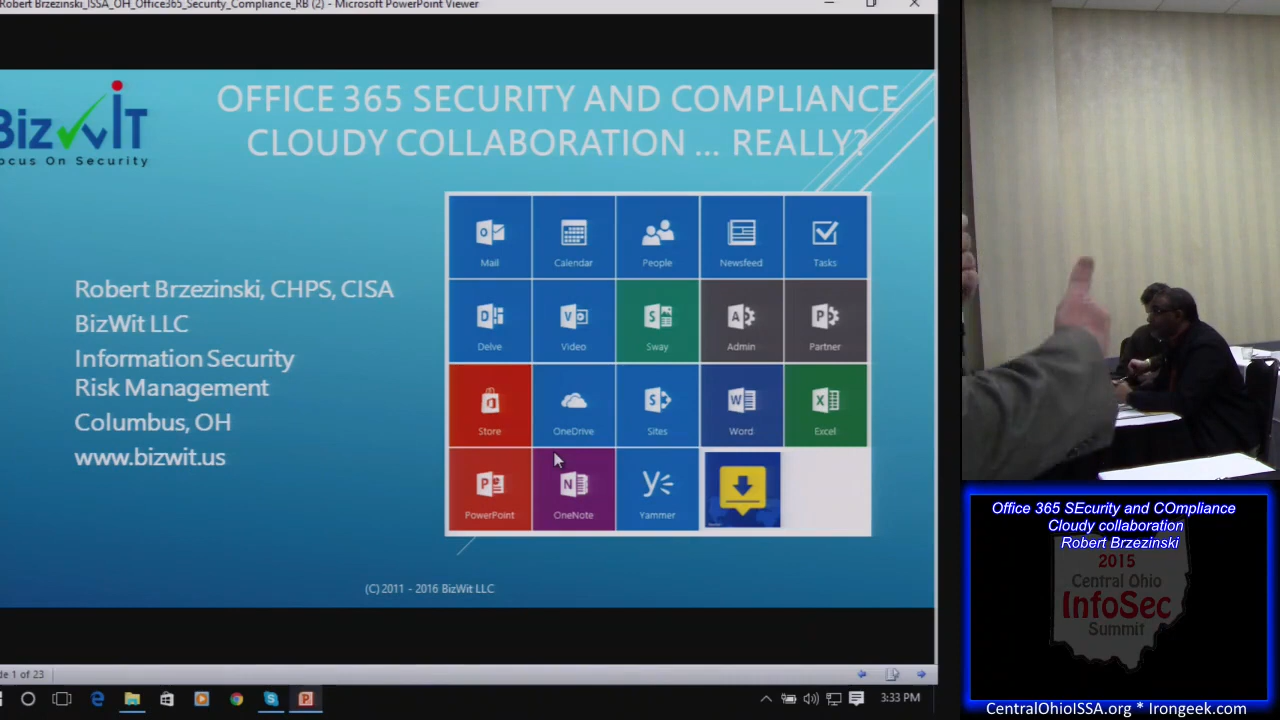 Robert Brzezinski_ISSA_OH_Office365_Security_Compliance_RB (2) - Microsoft PowerPoint Viewer
BizWIT
ocus On Security
OFFICE 365 SECURITY AND COMPLIANCE
CLOUDY COLLABORATION ... REALLY?
Robert Brzezinski, CHPS, CISA
BizWit LLC
Information Security
Risk Management
Columbus, OH
www.bizwit.us
Mail
Calendar
People
Newsfeed
Tasks
Delve
Video
Sway
Admin
Partner
Store
OneDrive
Sites
Word
Excel
PowerPoint
OneNote
Yammer
(C) 2011 - 2016 BizWit LLC
de 1 of 23
3:33 PM
Office 365 SEcurity and COmpliance
Cloudy collaboration
Robert Brzezinski
2015
Central Ohio
InfoSec
Summit
CentralOhioISSA.org * Irongeek.com